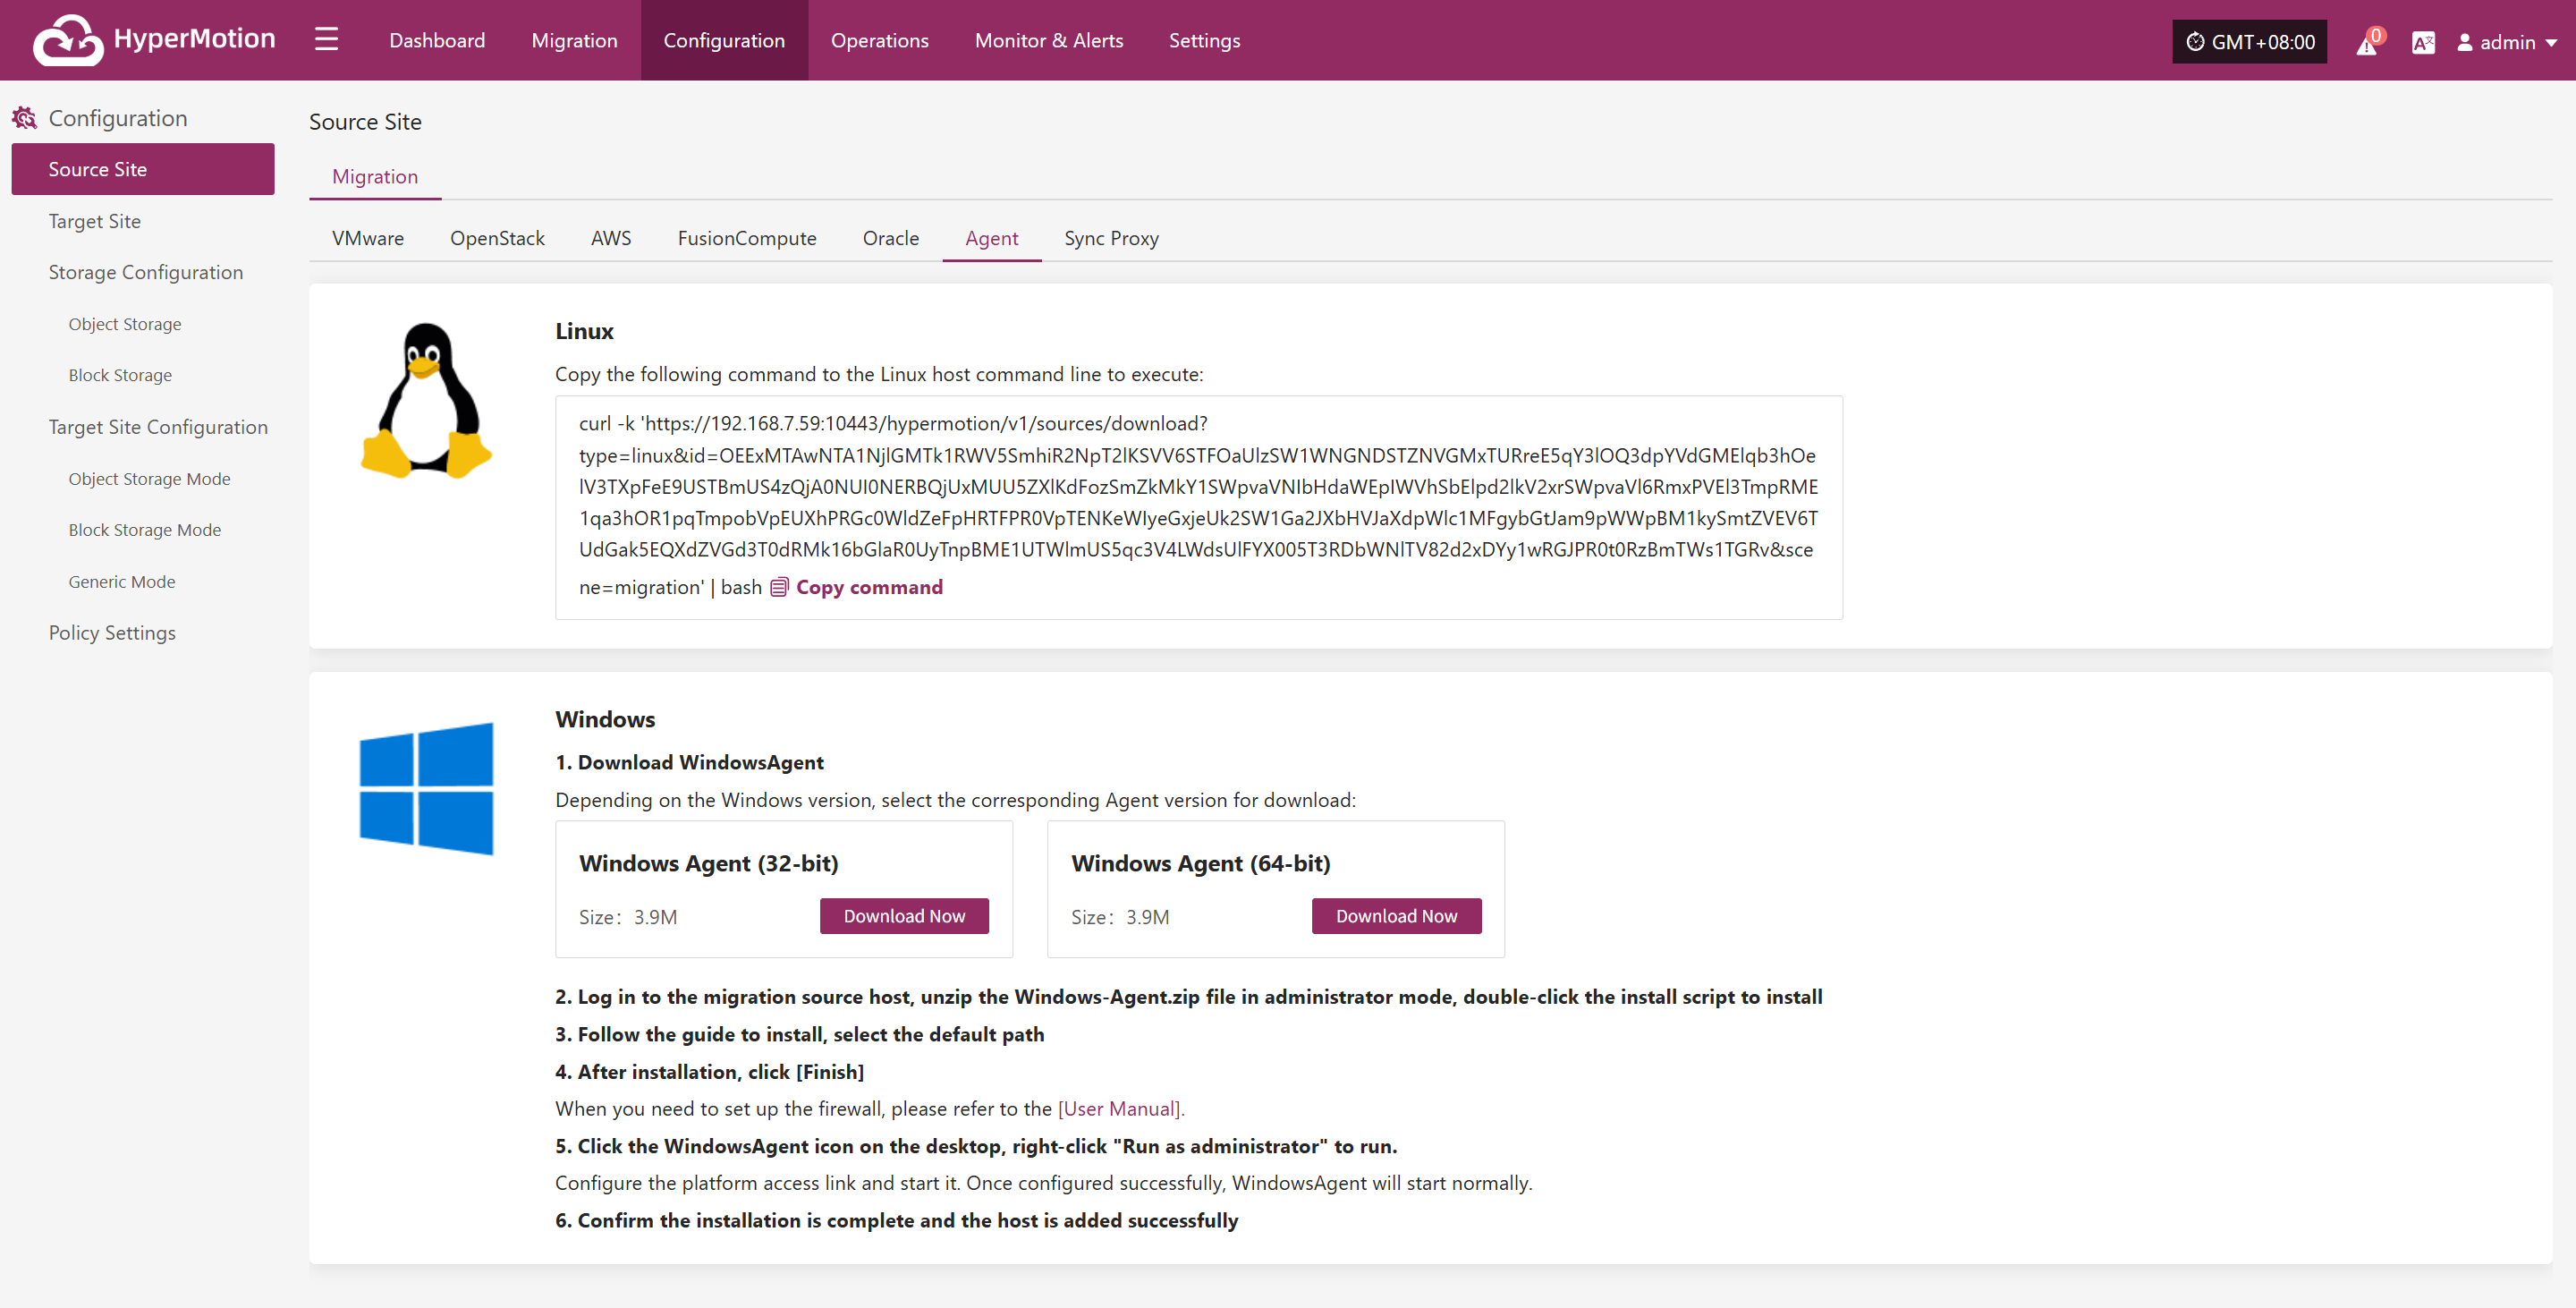 HyperMotion
Dashboard
Migration
Configuration
Operations
Monitor & Alerts
Settings
GMT+08:00
0
admin
Configuration
Source Site
Target Site
Storage Configuration
Object Storage
Block Storage
Target Site Configuration
Object Storage Mode
Block Storage Mode
Generic Mode
Policy Settings
Source Site
Migration
VMware
OpenStack
AWS
FusionCompute
Oracle
Agent
Sync Proxy
Linux
Copy the following command to the Linux host command line to execute:
curl -k 'https://192.168.7.59:10443/hypermotion/v1/sources/download?
ne=migration' | bash Copy command
Windows
1. Download WindowsAgent
Depending on the Windows version, select the corresponding Agent version for download:
Windows Agent (32-bit)
Size: 3.9M
Download Now
Windows Agent (64-bit)
Size: 3.9M
Download Now
2. Log in to the migration source host, unzip the Windows-Agent.zip file in administrator mode, double-click the install script to install
3. Follow the guide to install, select the default path
4. After installation, click [Finish]
When you need to set up the firewall, please refer to the [User Manual].
5. Click the WindowsAgent icon on the desktop, right-click "Run as administrator" to run.
Configure the platform access link and start it. Once configured successfully, WindowsAgent will start normally.
6. Confirm the installation is complete and the host is added successfully